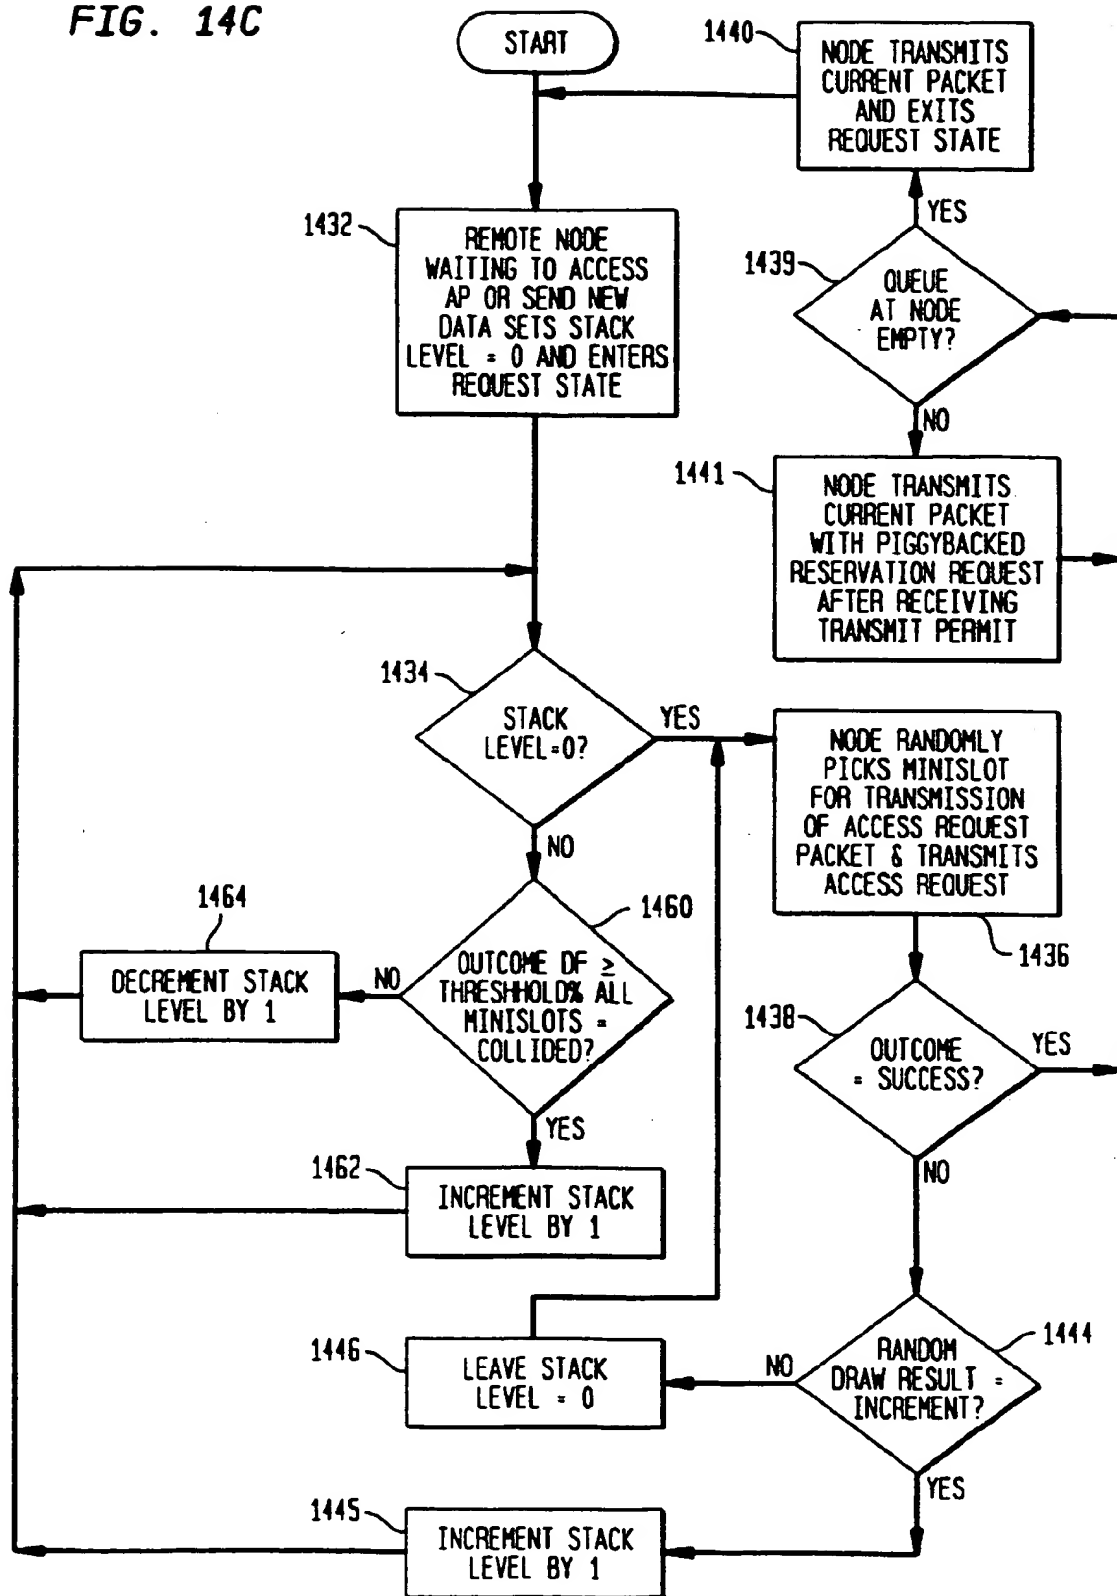 FIG. 14C
START
1440
NODE TRANSMITS
CURRENT PACKET
AND EXITS
REQUEST STATE
YES
1432
REMOTE NODE
WAITING TO ACCESS
AP OR SEND NEW
DATA SETS STACK
LEVEL = 0 AND ENTERS
REQUEST STATE
1439
QUEUE
AT NODE
EMPTY?
NO
1441
NODE TRANSMITS
CURRENT PACKET
WITH PIGGYBACKED
RESERVATION REQUEST
AFTER RECEIVING
TRANSMIT PERMIT
1434
STACK
LEVEL=0?
YES
NO
NODE RANDOMLY
PICKS MINISLOT
FOR TRANSMISSION
OF ACCESS REQUEST
PACKET & TRANSMITS
ACCESS REQUEST
1436
1464
DECREMENT STACK
LEVEL BY 1
NO
1460
OUTCOME OF ≥
THRESHHOLD% ALL
MINISLOTS =
COLLIDED?
YES
1438
OUTCOME
= SUCCESS?
YES
NO
1462
INCREMENT STACK
LEVEL BY 1
1446
LEAVE STACK
LEVEL = 0
NO
1444
RANDOM
DRAW RESULT =
INCREMENT?
YES
1445
INCREMENT STACK
LEVEL BY 1